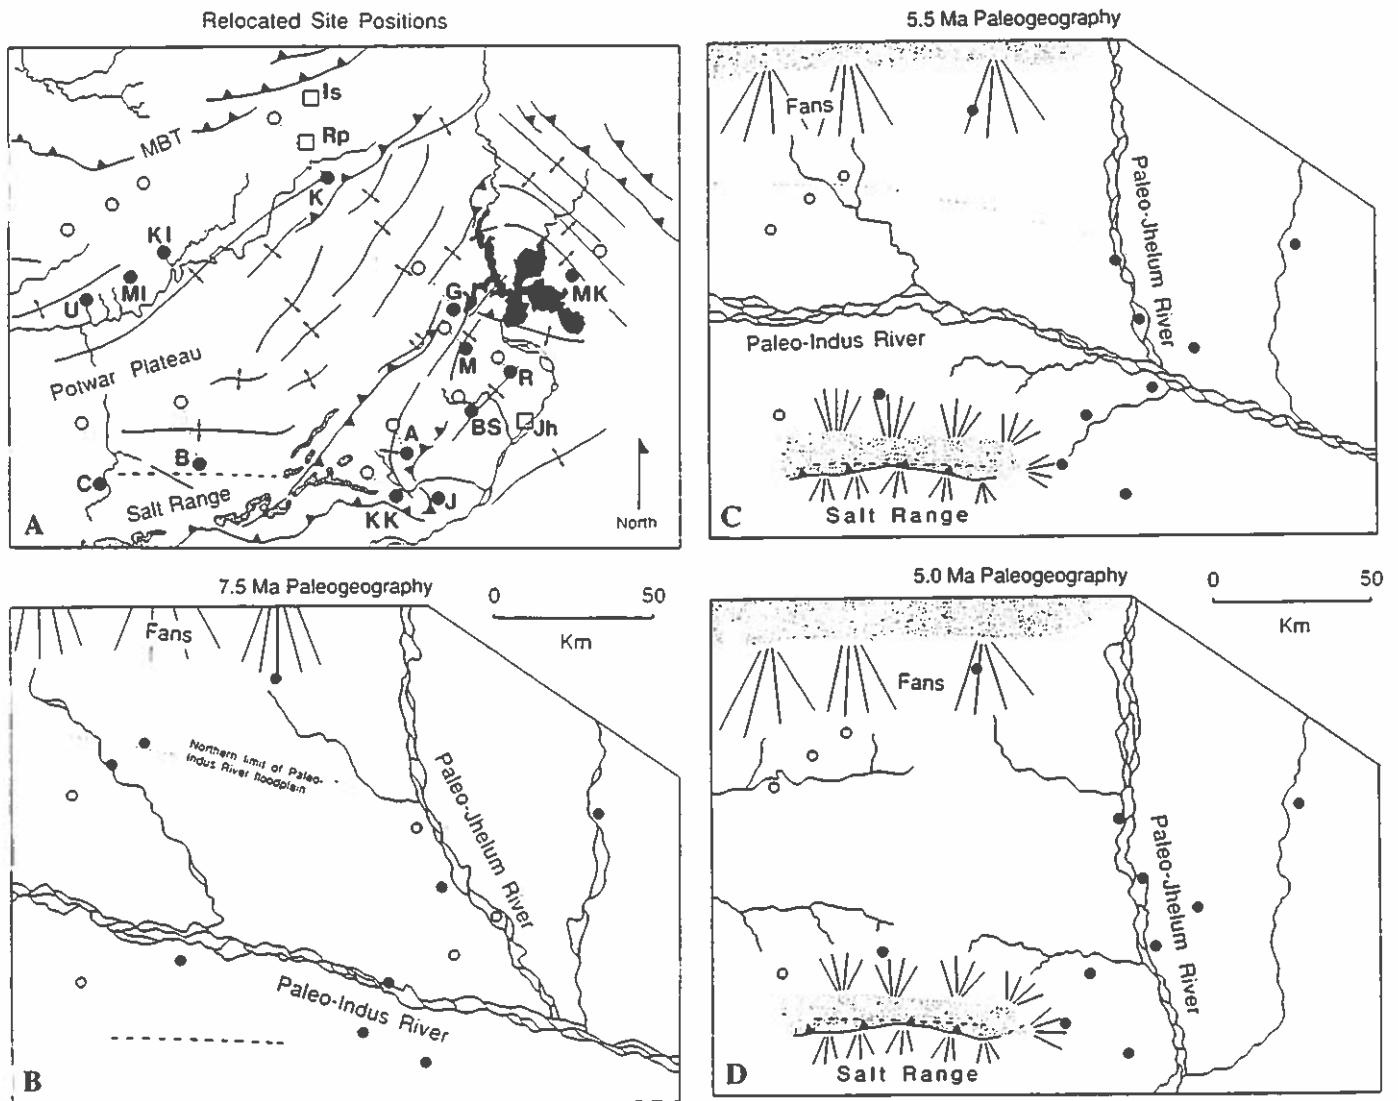 Relocated Site Positions
Is
Rp
MBT
K
KI
MI
U
G
MK
M
R
Potwar Plateau
BS
Jh
A
B
C
Salt Range
J
KK
North
A
7.5 Ma Paleogeography
0 50
Km
Fans
Northern limit of Paleo-
Indus River floodplain
Paleo-Jhelum River
Paleo-Indus River
B
5.5 Ma Paleogeography
Fans
Paleo-Jhelum River
Paleo-Indus River
Salt Range
C
5.0 Ma Paleogeography
0 50
Km
Fans
Paleo-Jhelum River
Salt Range
D